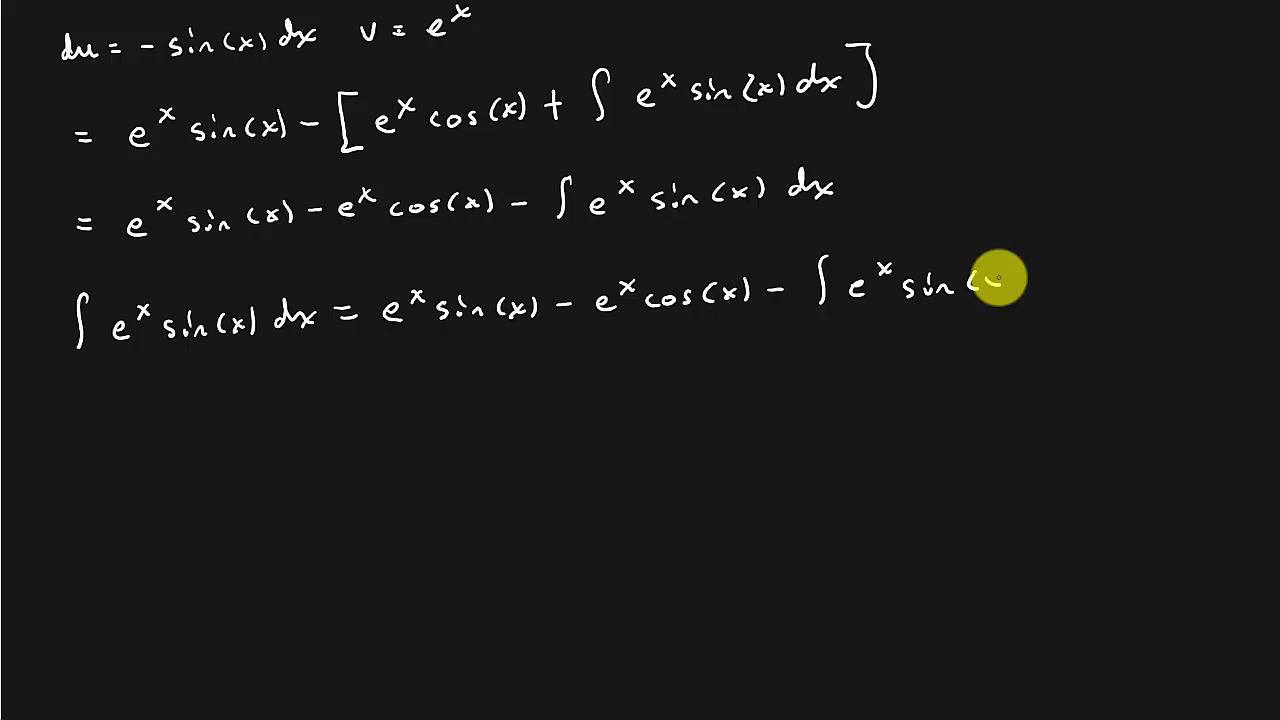 du = - sin(x) dx   v = e^x
= e^x sin(x) - [ e^x cos(x) + ∫ e^x sin(x) dx ]
= e^x sin(x) - e^x cos(x) - ∫ e^x sin(x) dx
∫ e^x sin(x) dx = e^x sin(x) - e^x cos(x) - ∫ e^x sin(